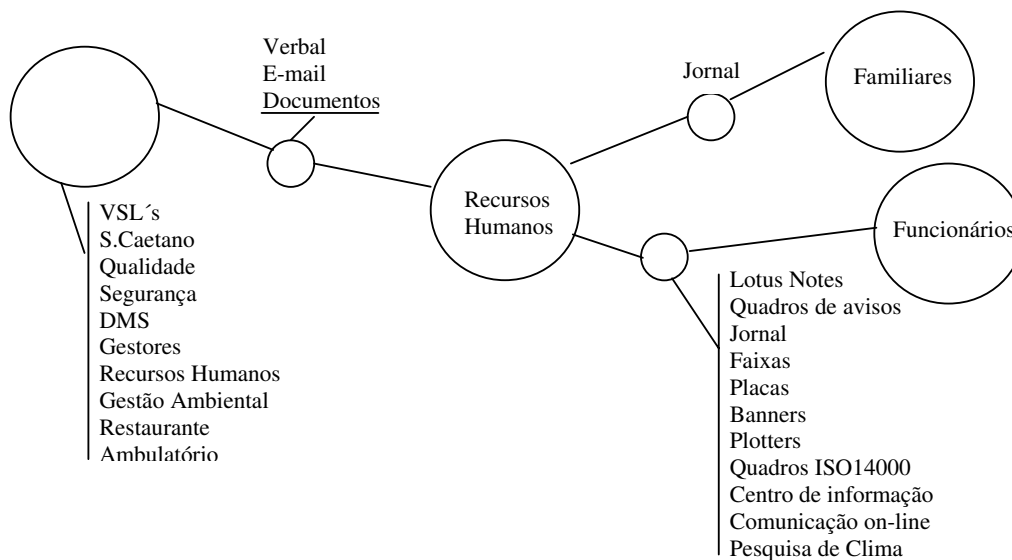 Verbal
E-mail
Documentos
Jornal
Familiares
Recursos
Humanos
Funcionários
VSL´s
S.Caetano
Qualidade
Segurança
DMS
Gestores
Recursos Humanos
Gestão Ambiental
Restaurante
Ambulatório
Lotus Notes
Quadros de avisos
Jornal
Faixas
Placas
Banners
Plotters
Quadros ISO14000
Centro de informação
Comunicação on-line
Pesquisa de Clima